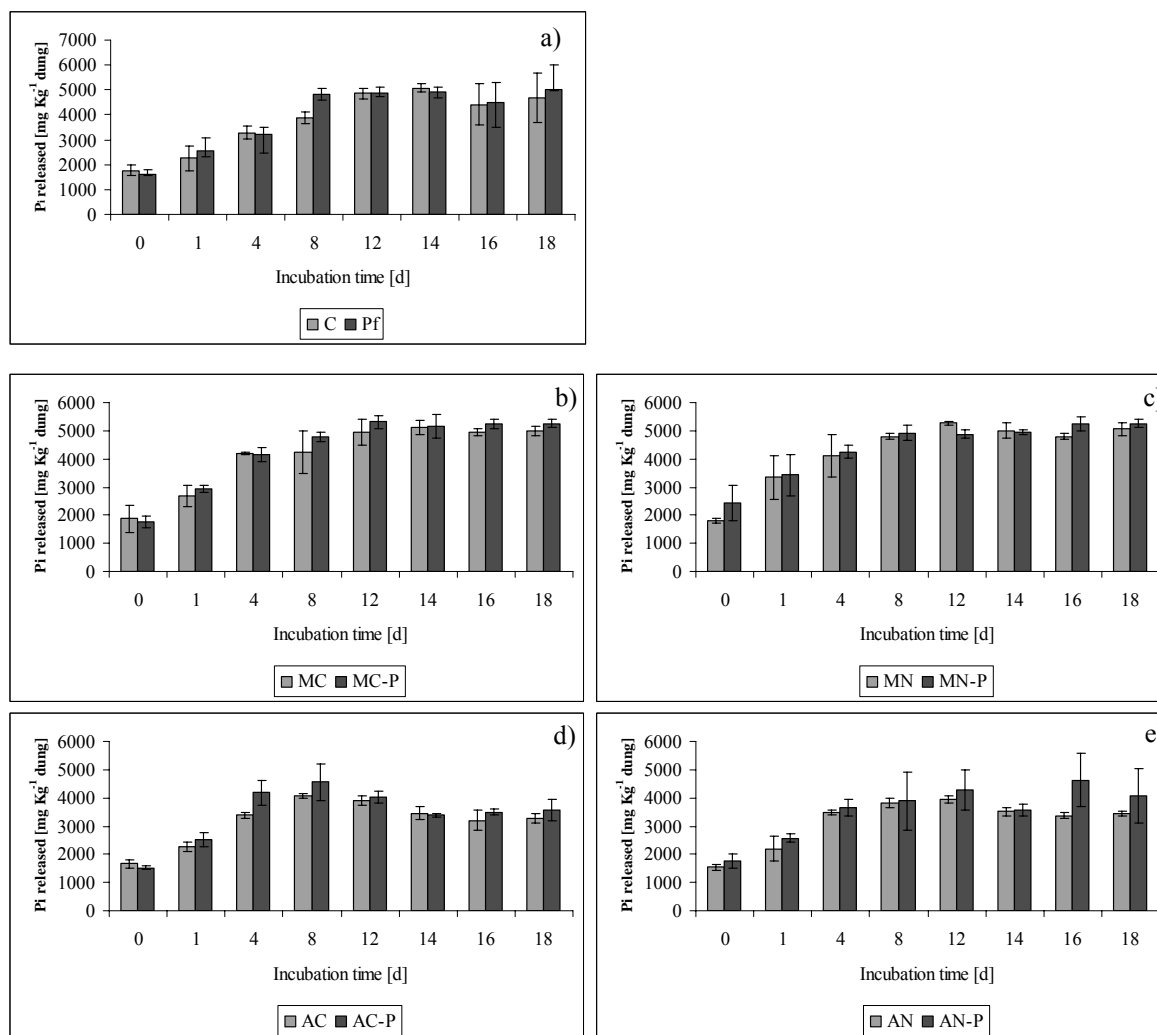 a)
Pi released [mg Kg⁻¹ dung]
7000
6000
5000
4000
3000
2000
1000
0
0 1 4 8 12 14 16 18
Incubation time [d]
C Pf
b)
Pi released [mg Kg⁻¹ dung]
6000
5000
4000
3000
2000
1000
0
0 1 4 8 12 14 16 18
Incubation time [d]
MC MC-P
c)
Pi released [mg Kg⁻¹ dung]
6000
5000
4000
3000
2000
1000
0
0 1 4 8 12 14 16 18
Incubation time [d]
MN MN-P
d)
Pi released [mg Kg⁻¹ dung]
6000
5000
4000
3000
2000
1000
0
0 1 4 8 12 14 16 18
Incubation time [d]
AC AC-P
e
Pi released [mg Kg⁻¹ dung]
6000
5000
4000
3000
2000
1000
0
0 1 4 8 12 14 16 18
Incubation time [d]
AN AN-P